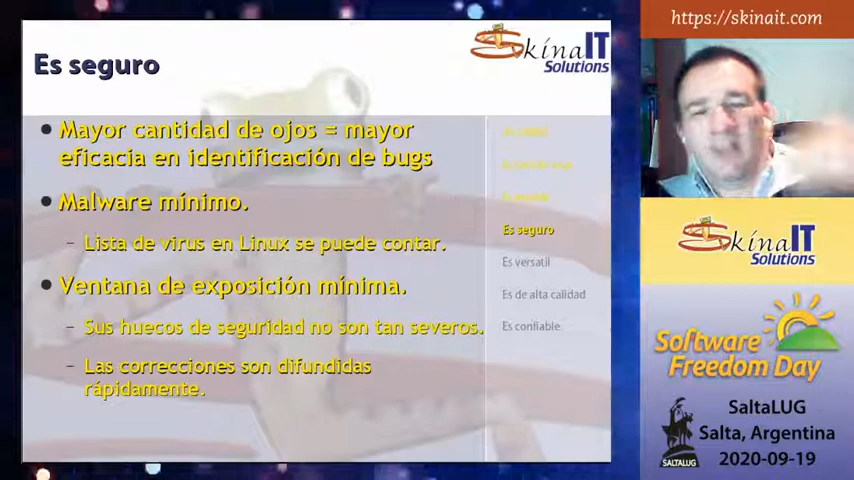 Es seguro
SkinaIT
Solutions
Mayor cantidad de ojos = mayor
eficacia en identificación de bugs
Malware mínimo.
– Lista de virus en Linux se puede contar.
Ventana de exposición mínima.
– Sus huecos de seguridad no son tan severos.
– Las correcciones son difundidas
rápidamente.
Es seguro
Es versatil
Es de alta calidad
Es confiable
https://skinait.com
SkinaIT
Solutions
Software
Freedom Day
SaltaLUG
Salta, Argentina
2020-09-19
SALTALUG